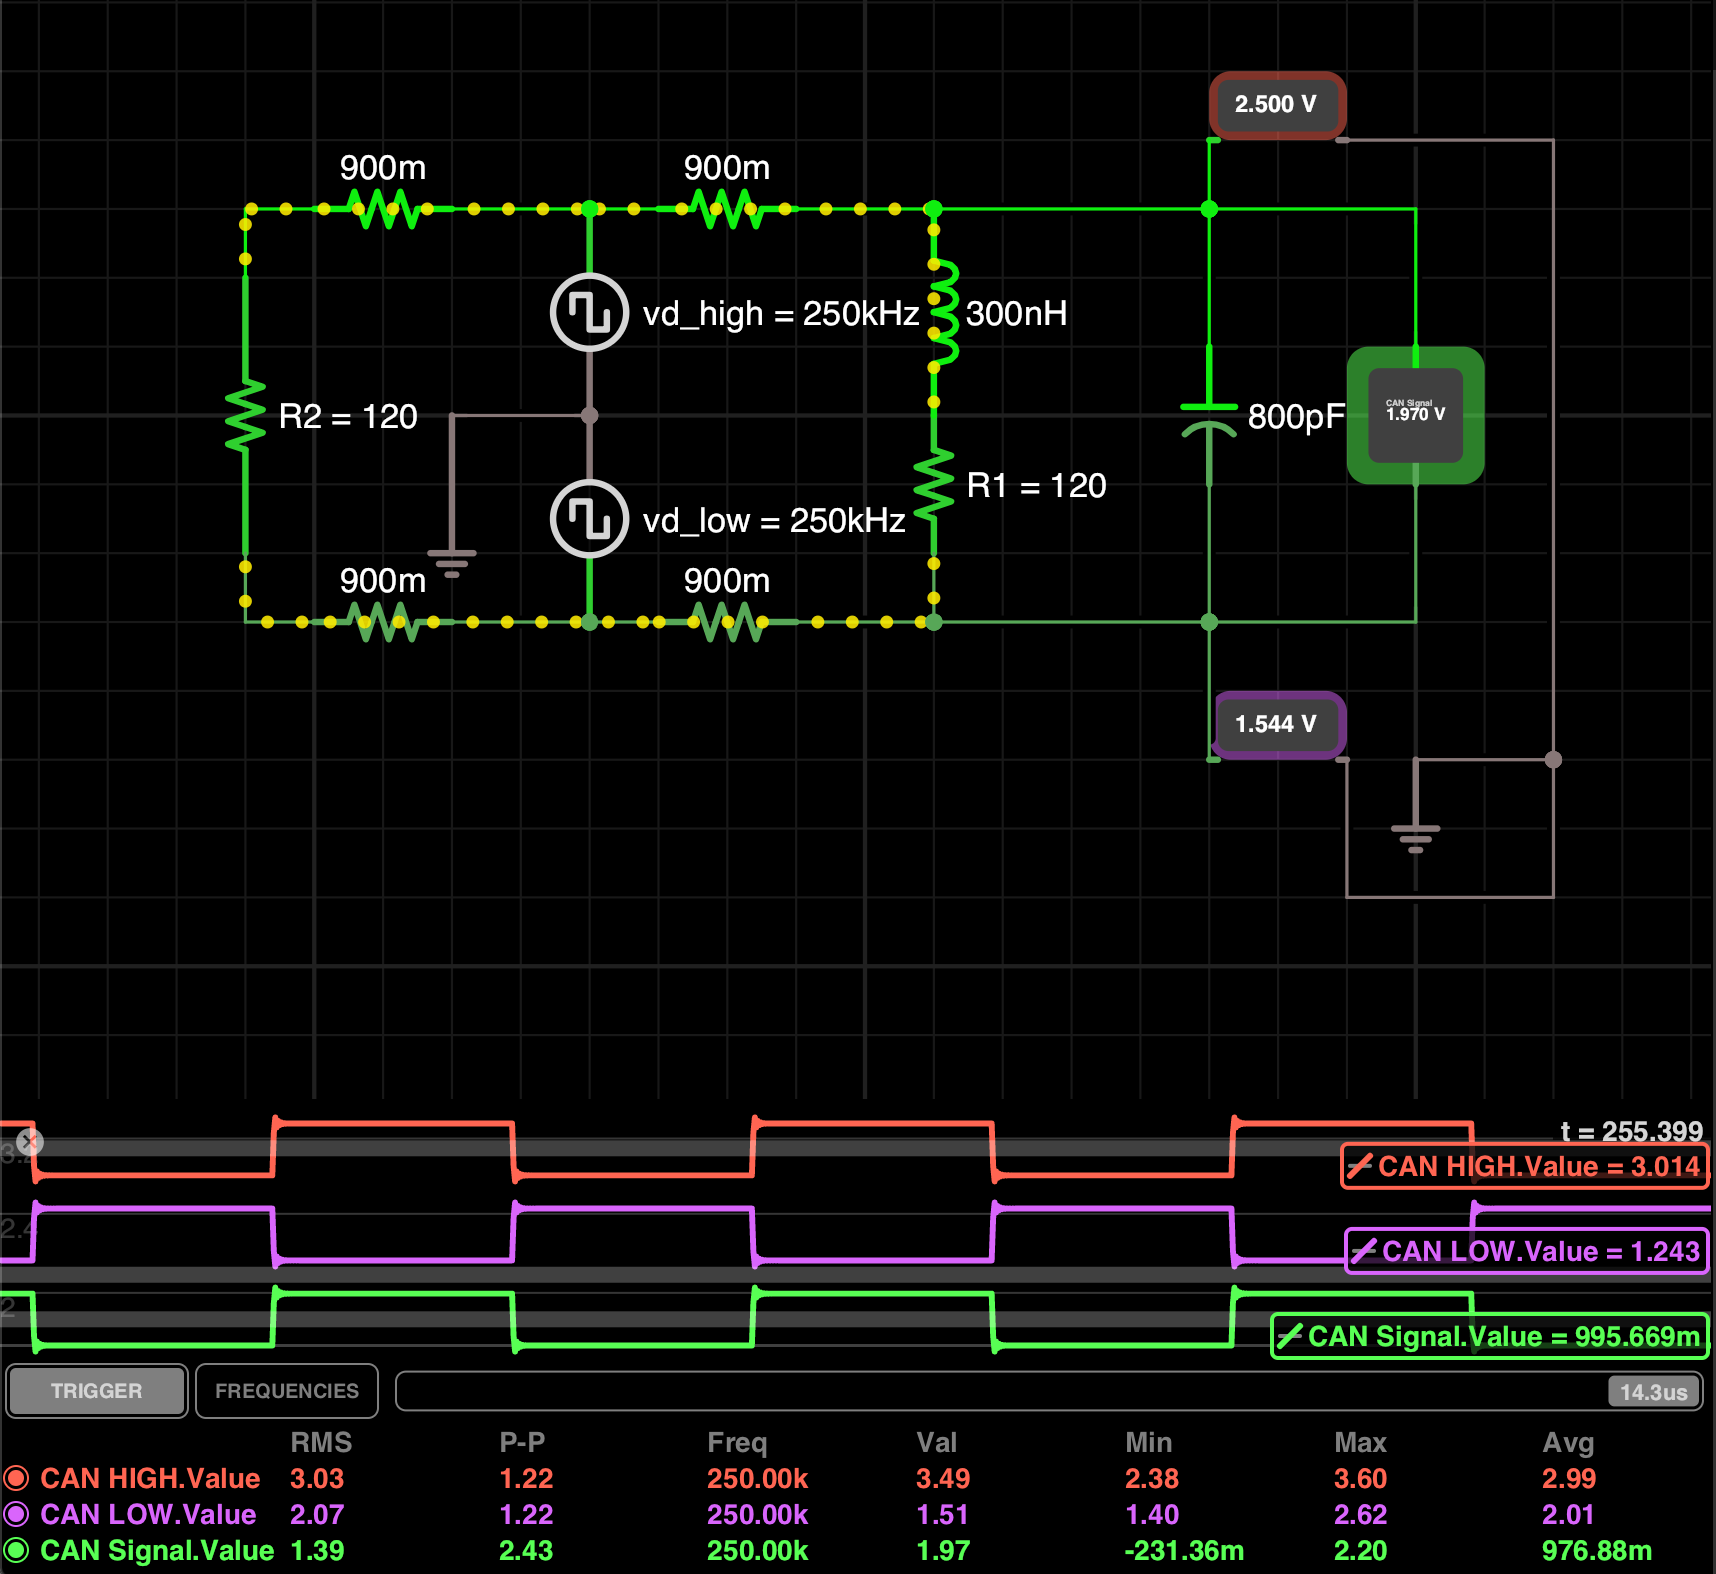 2.500 V
900m
900m
vd_high = 250kHz
300nH
CAN Signal
1.970 V
R2 = 120
800pF
R1 = 120
vd_low = 250kHz
900m
900m
1.544 V
t = 255.399
CAN HIGH.Value = 3.014
2.4
CAN LOW.Value = 1.243
2
CAN Signal.Value = 995.669m
TRIGGER
FREQUENCIES
14.3us
RMS P-P Freq Val Min Max Avg
CAN HIGH.Value 3.03 1.22 250.00k 3.49 2.38 3.60 2.99
CAN LOW.Value 2.07 1.22 250.00k 1.51 1.40 2.62 2.01
CAN Signal.Value 1.39 2.43 250.00k 1.97 -231.36m 2.20 976.88m